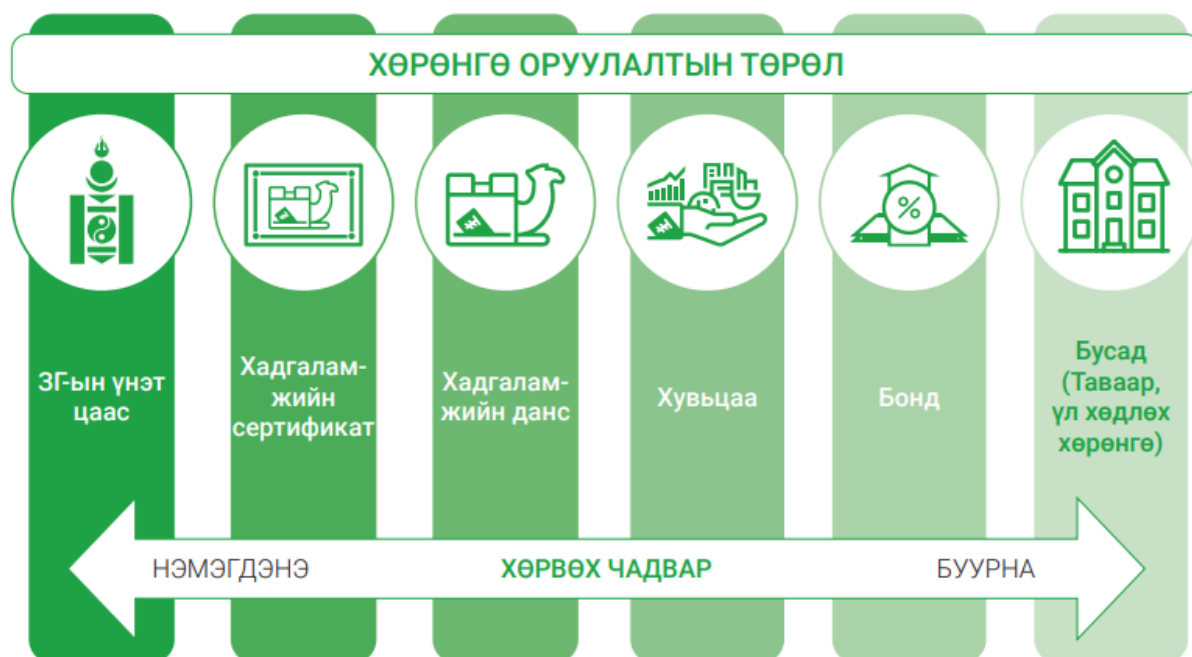 ХӨРӨНГӨ ОРУУЛАЛТЫН ТӨРӨЛ
ЗГ-ын үнэт
цаас
Хадгалам-
жийн
сертификат
Хадгалам-
жийн данс
Хувьцаа
Бонд
Бусад
(Таваар,
үл хөдлөх
хөрөнгө)
НЭМЭГДЭНЭ
ХӨРВӨХ ЧАДВАР
БУУРНА